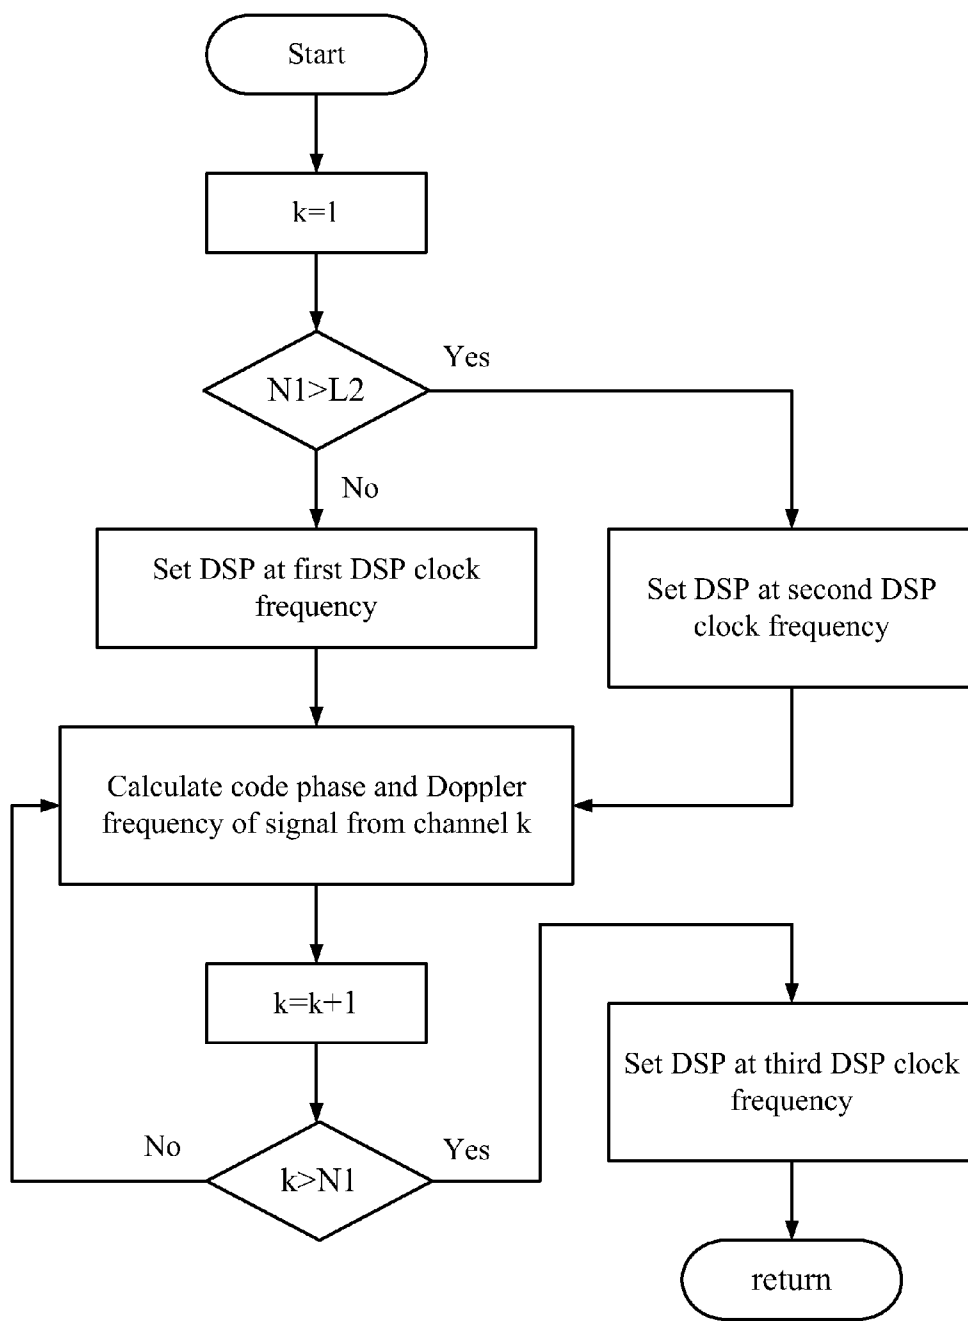 Start
k=1
N1>L2
Yes
No
Set DSP at first DSP clock
frequency
Set DSP at second DSP
clock frequency
Calculate code phase and Doppler
frequency of signal from channel k
k=k+1
k>N1
No
Yes
Set DSP at third DSP clock
frequency
return